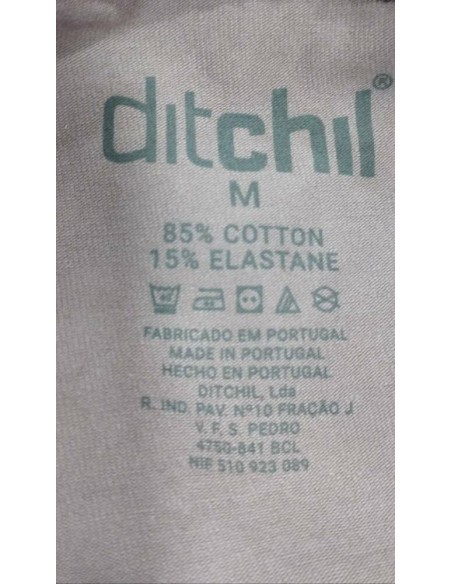 ditchil®
M
85% COTTON
15% ELASTANE
FABRICADO EM PORTUGAL
MADE IN PORTUGAL
HECHO EN PORTUGAL
DITCHIL, Lda
R. IND. PAV. Nº10 FRAÇÃO J
V. F. S. PEDRO
4750-841 BCL
NIF 510 923 089